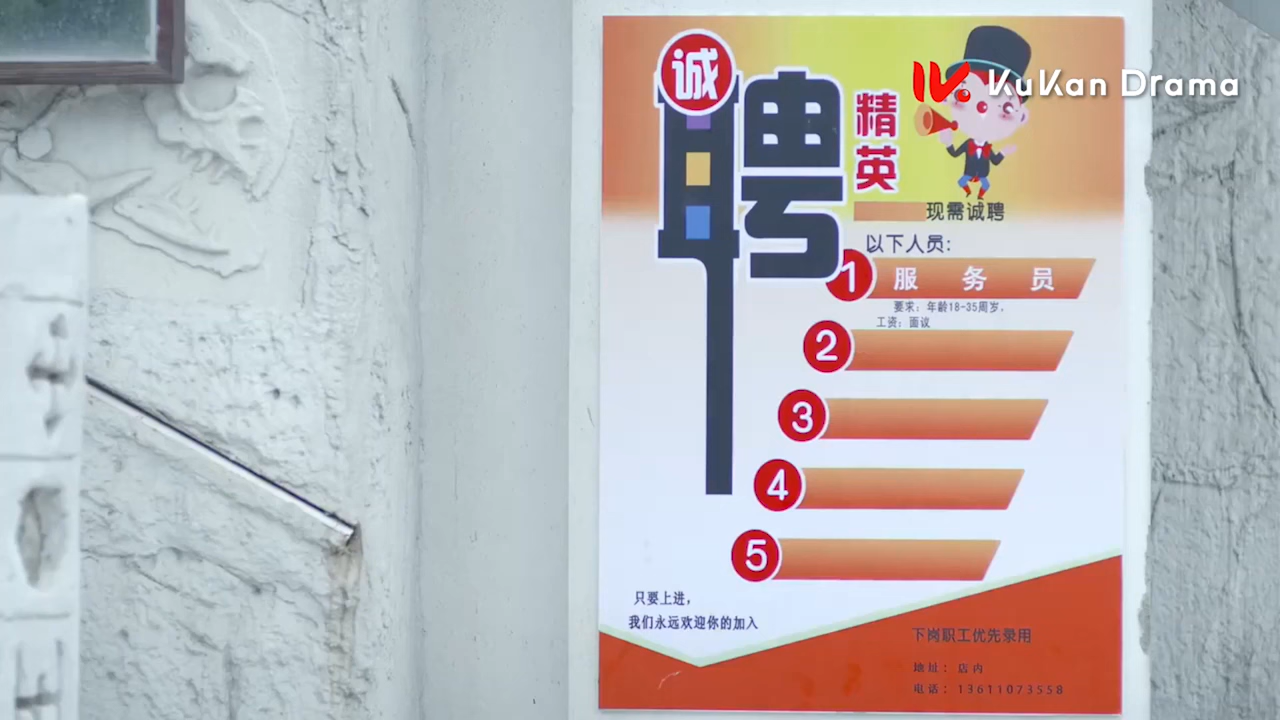 KuKan Drama
诚聘
精英
现需诚聘
以下人员:
1 服务员
要求: 年龄18-35周岁.
工资: 面议
2
3
4
5
只要上进,
我们永远欢迎你的加入
下岗职工优先录用
地址: 店内
电话: 13611073558